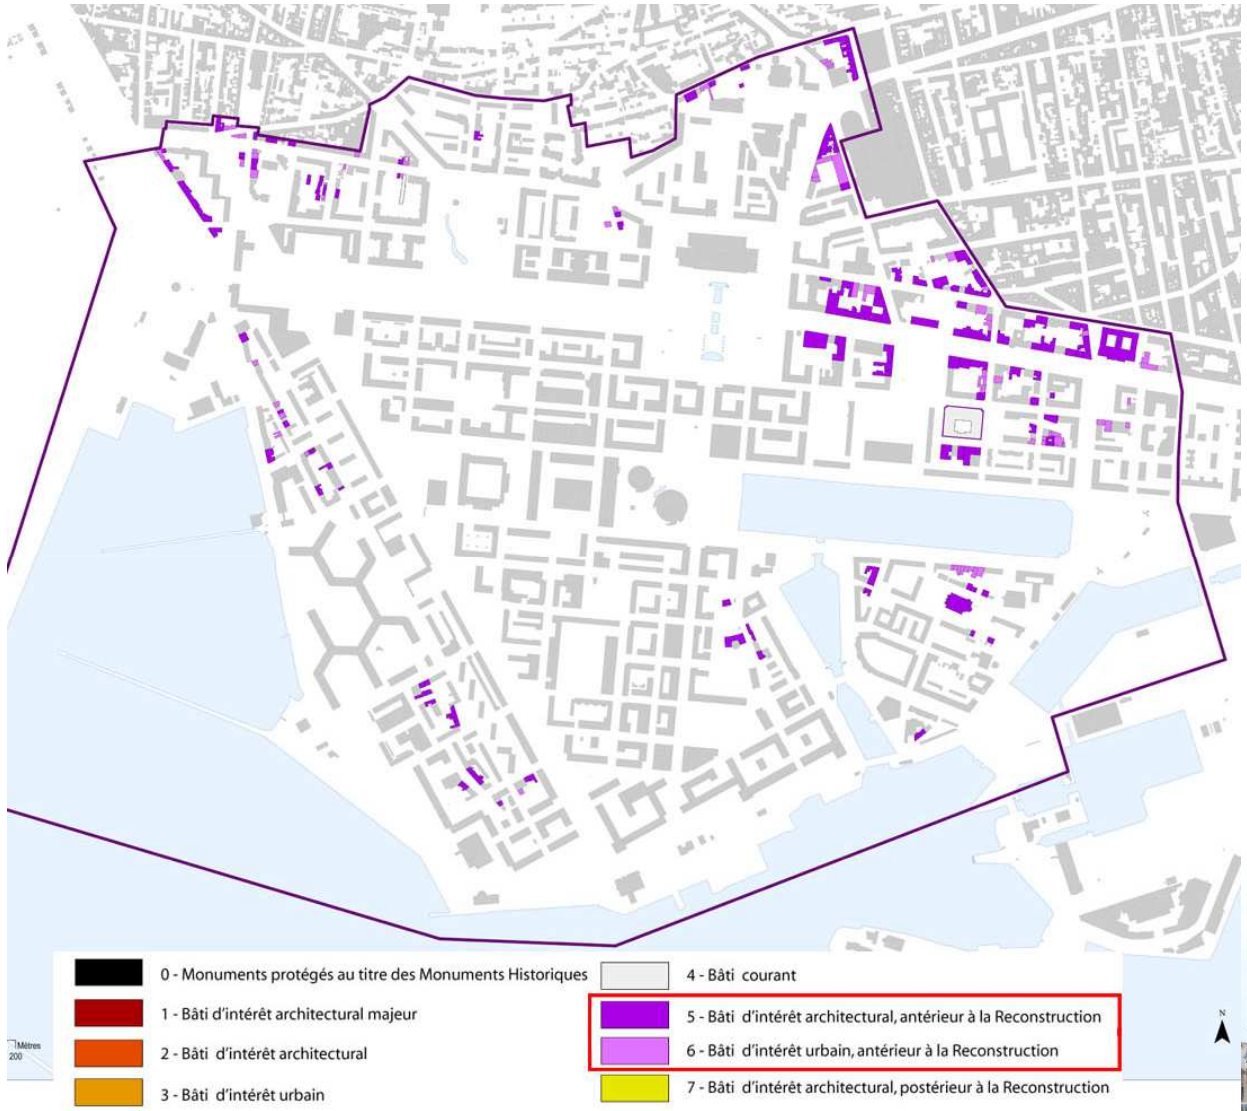 0 - Monuments protégés au titre des Monuments Historiques
1 - Bâti d'intérêt architectural majeur
2 - Bâti d'intérêt architectural
3 - Bâti d'intérêt urbain
4 - Bâti courant
5 - Bâti d'intérêt architectural, antérieur à la Reconstruction
6 - Bâti d'intérêt urbain, antérieur à la Reconstruction
7 - Bâti d'intérêt architectural, postérieur à la Reconstruction
Mètres
200
N